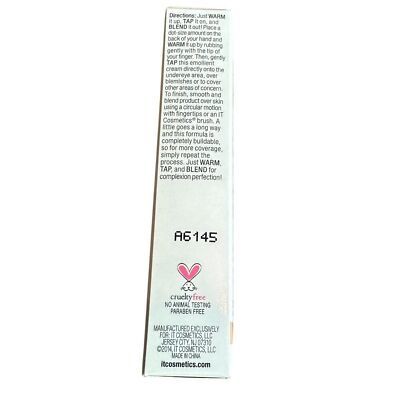 Directions: Just WARM
it up, TAP it on, and
BLEND it out! Place a
dot-size amount on the
back of your hand and
WARM it up by rubbing
gently with the tip
of your finger. Then, gently
TAP this emollient
cream directly onto the
undereye area, over
blemishes or to cover
other areas of concern.
To finish, smooth and
blend product over skin
using a circular motion
with fingertips or an IT
Cosmetics® brush. A
little goes a long way
and this formula is
completely buildable,
so for more coverage,
simply repeat the
process. Just WARM,
TAP, and BLEND for
complexion perfection!
A6145
crueltyfree
NO ANIMAL TESTING
PARABEN FREE
MANUFACTURED EXCLUSIVELY
FOR: IT COSMETICS, LLC
JERSEY CITY, NJ 07310
©2014, IT COSMETICS, LLC
MADE IN CHINA
itcosmetics.com